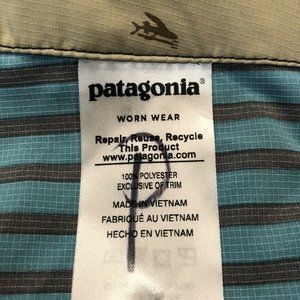 patagonia®
WORN WEAR
Repair, Reuse, Recycle
This Product
www.patagonia.com
100% POLYESTER
EXCLUSIVE OF TRIM
MADE IN VIETNAM
FABRIQUÉ AU VIETNAM
HECHO EN VIETNAM